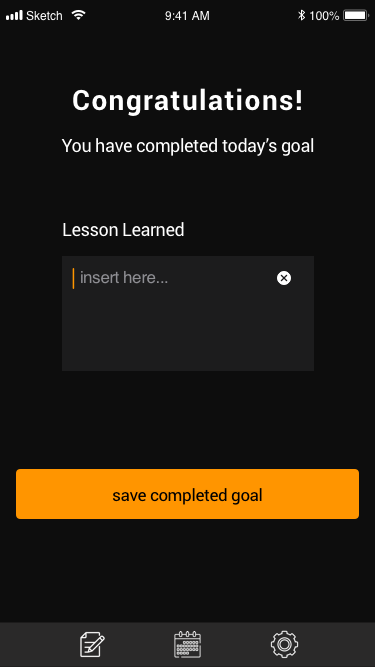 Sketch 9:41 AM 100%
Congratulations!
You have completed today’s goal
Lesson Learned
insert here...
save completed goal